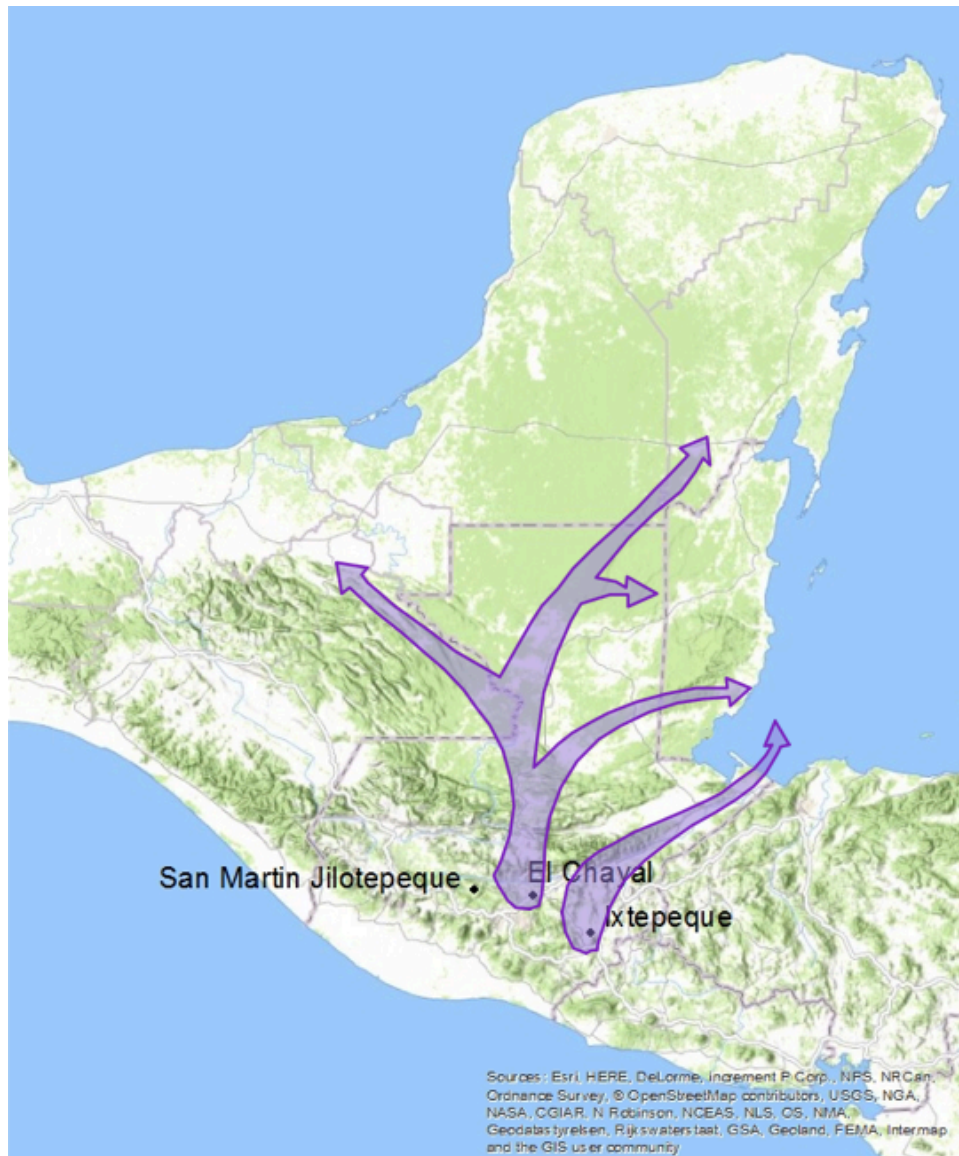 San Martin Jilotepeque
El Chayal
Ixtepeque
Sources: Esri, HERE, DeLorme, Increment P Corp., NPS, NRCan,
Ordnance Survey, © OpenStreetMap contributors, USGS, NGA,
NASA, CGIAR, N Robinson, NCEAS, NLS, OS, NMA,
Geodatastyrelsen, Rijkswaterstaat, GSA, Geoland, FEMA, Intermap
and the GIS user community